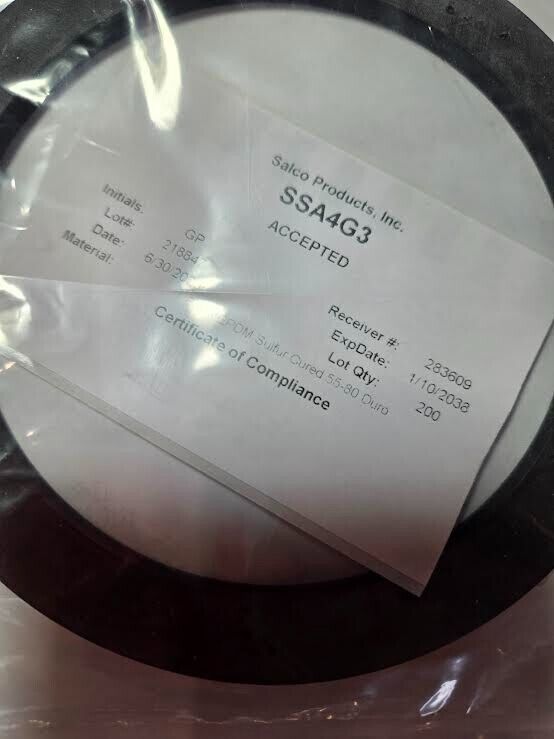 Salco Products, Inc.
SSA4G3
ACCEPTED
Initials: GP
Lot#:
Date: 6/30/20
Material: EPDM Sulfur Cured 55-80 Duro
Receiver #: 283609
ExpDate: 1/10/2038
Lot Qty: 200
Certificate of Compliance